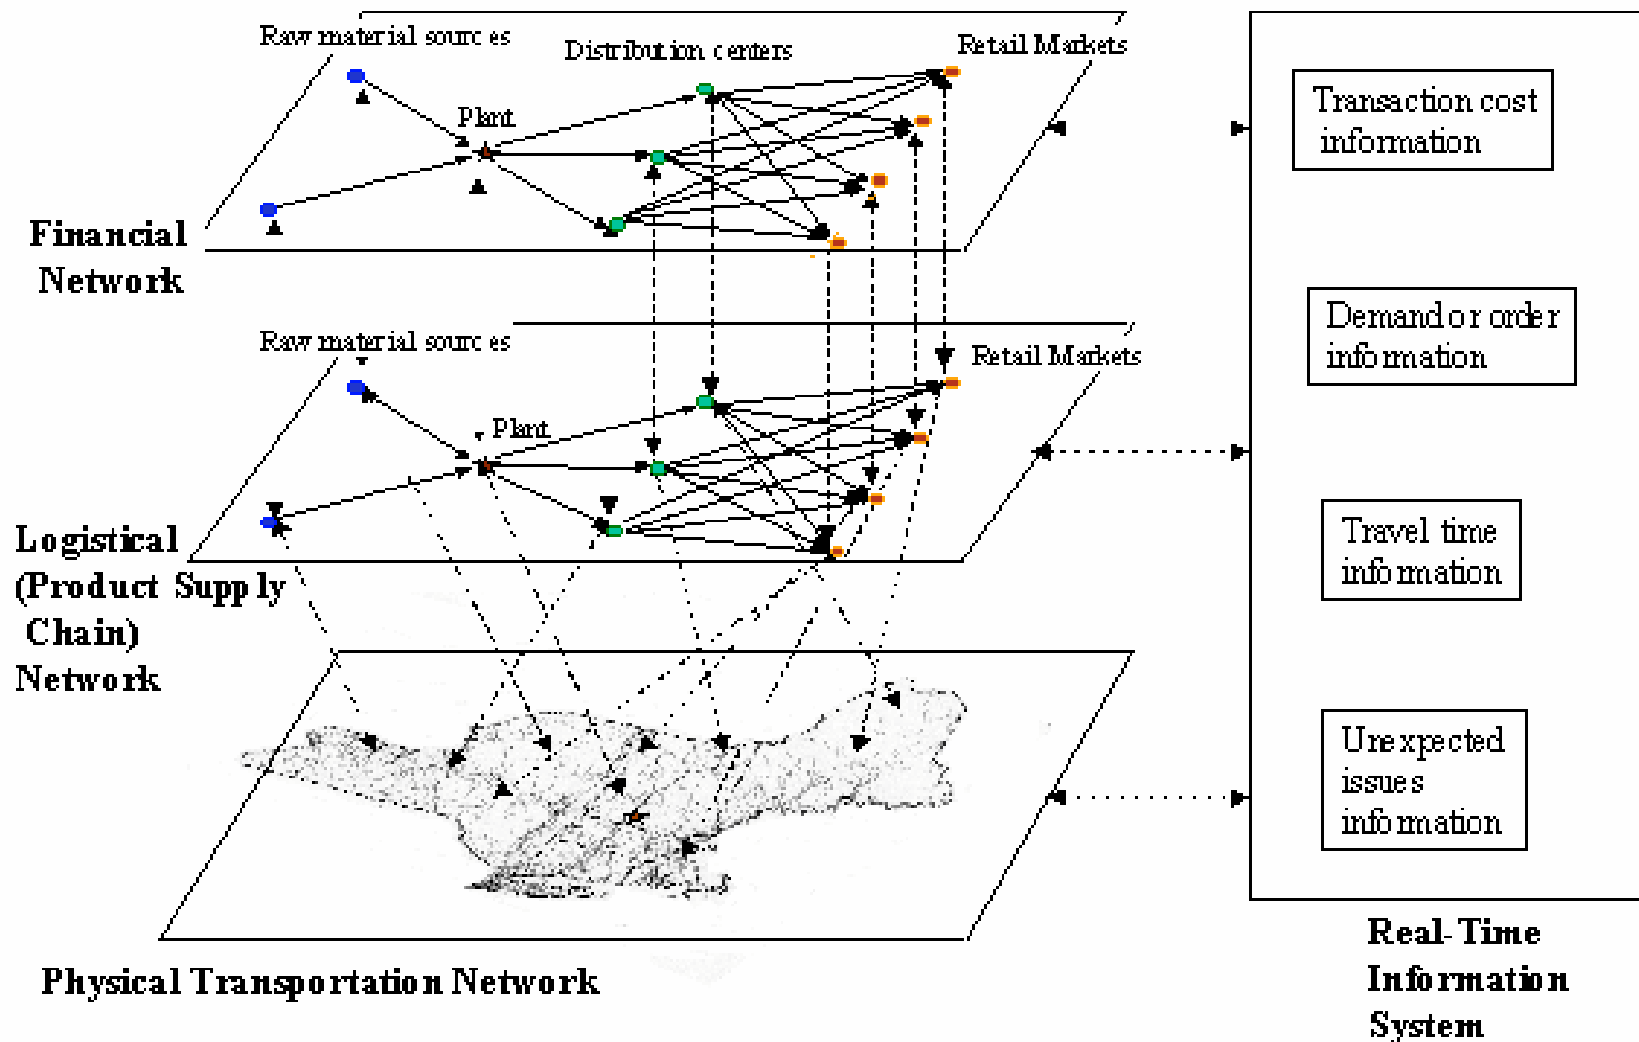 Raw material sources
Distribution centers
Retail Markets
Plant
Financial
Network
Raw material sources
Retail Markets
Plant
Logistical
(Product Supply
Chain)
Network
Physical Transportation Network
Transaction cost
information
Demand or order
information
Travel time
information
Unexpected
issues
information
Real-Time
Information
System